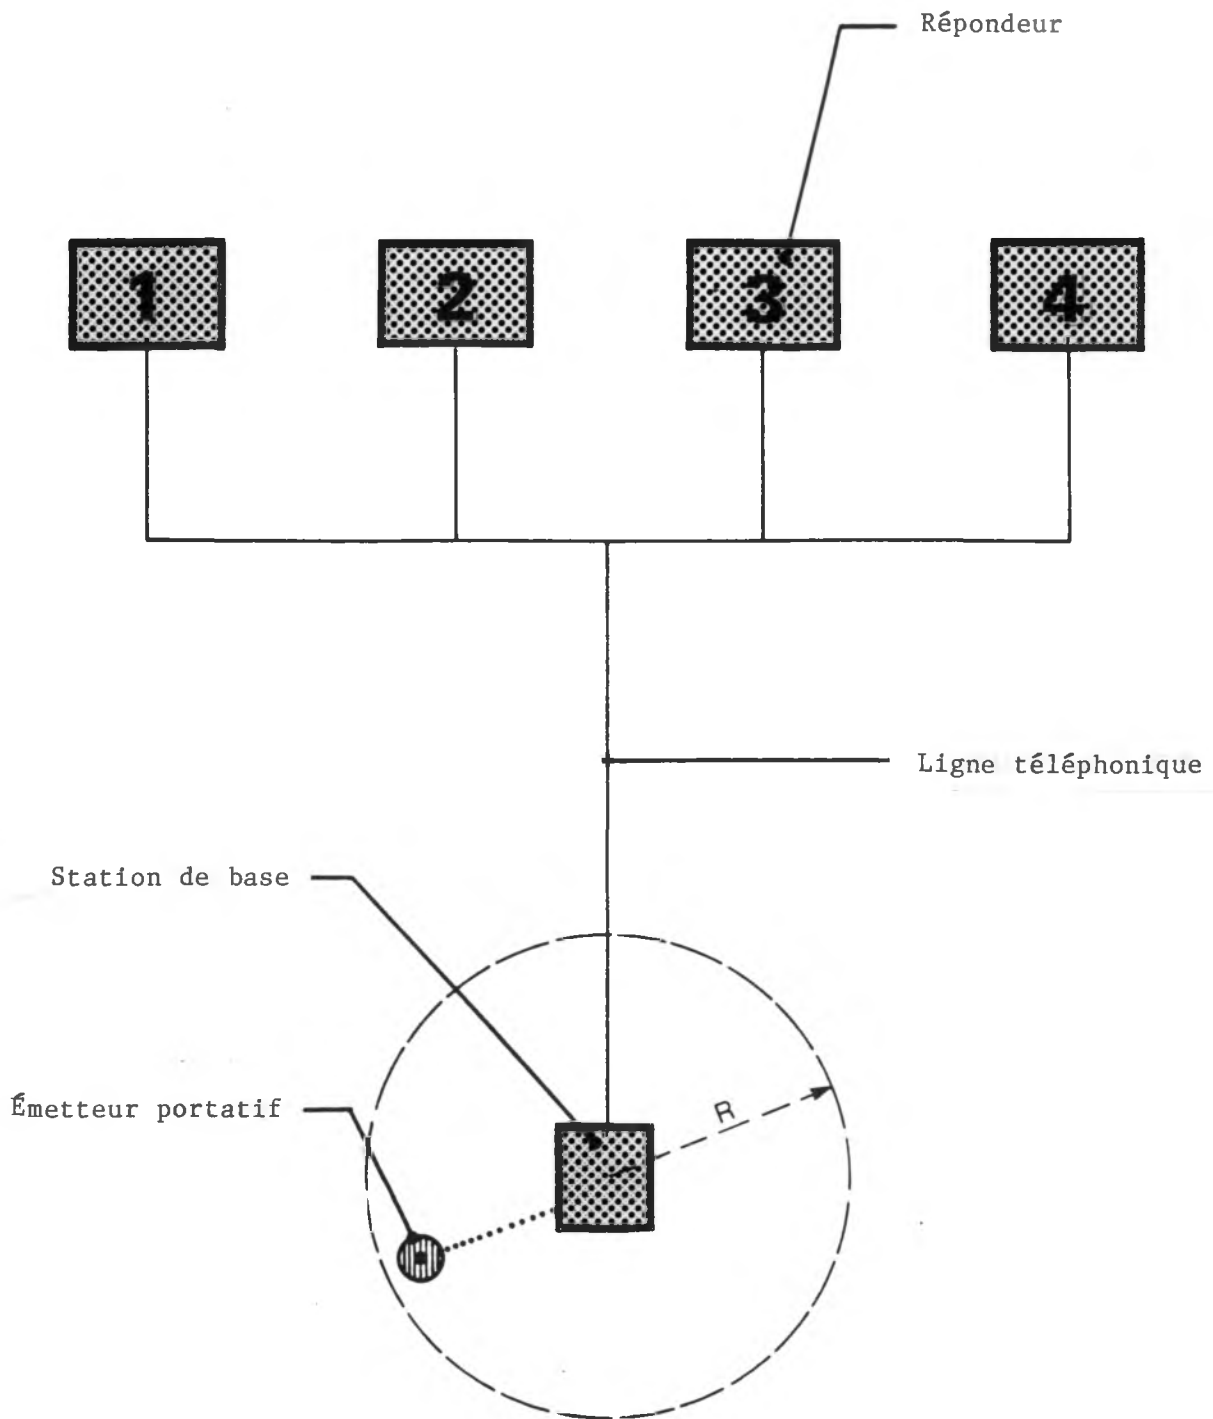 Répondeur
1 2 3 4
Ligne téléphonique
Station de base
R
Émetteur portatif